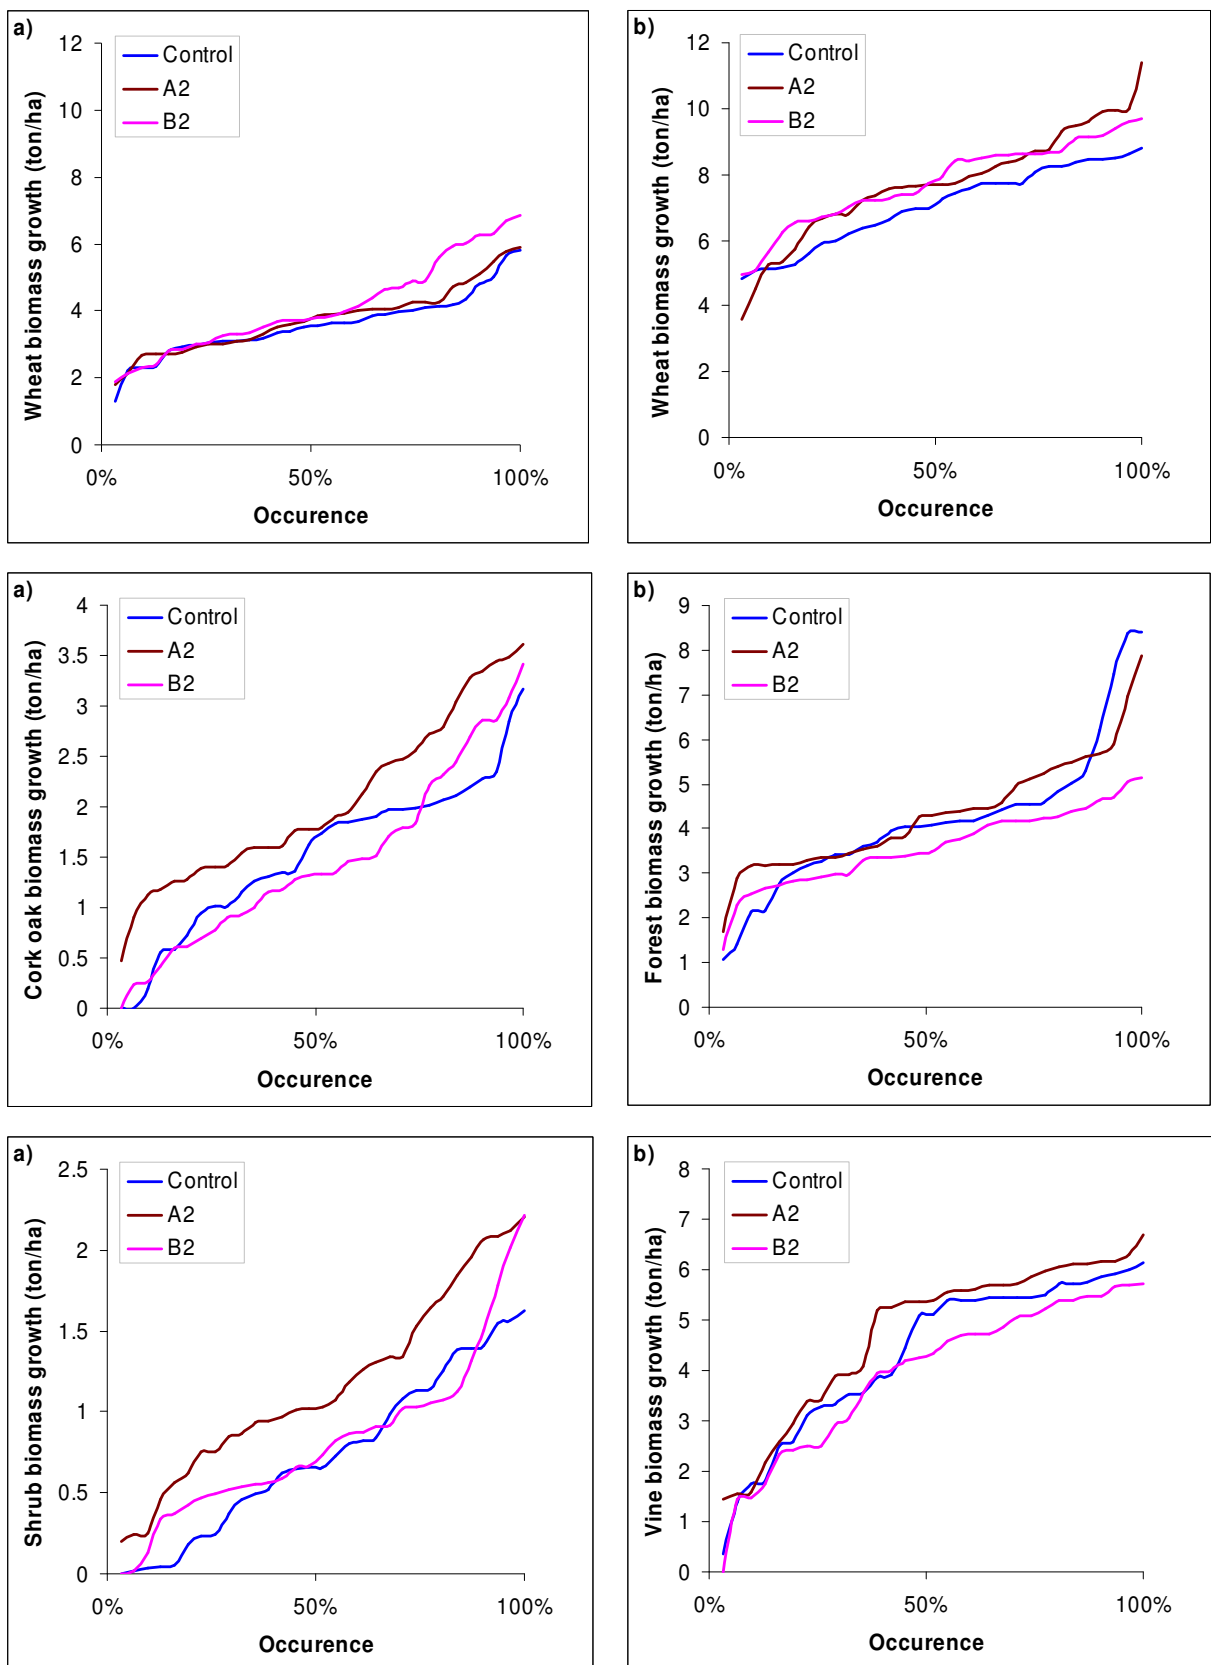 a)
Wheat biomass growth (ton/ha)
12
10
8
6
4
2
0
Control
A2
B2
0%
50%
100%
Occurence
b)
Wheat biomass growth (ton/ha)
12
10
8
6
4
2
0
Control
A2
B2
0%
50%
100%
Occurence
a)
Cork oak biomass growth (ton/ha)
4
3.5
3
2.5
2
1.5
1
0.5
0
Control
A2
B2
0%
50%
100%
Occurence
b)
Forest biomass growth (ton/ha)
9
8
7
6
5
4
3
2
1
0
Control
A2
B2
0%
50%
100%
Occurence
a)
Shrub biomass growth (ton/ha)
2.5
2
1.5
1
0.5
0
Control
A2
B2
0%
50%
100%
Occurence
b)
Vine biomass growth (ton/ha)
8
7
6
5
4
3
2
1
0
Control
A2
B2
0%
50%
100%
Occurence